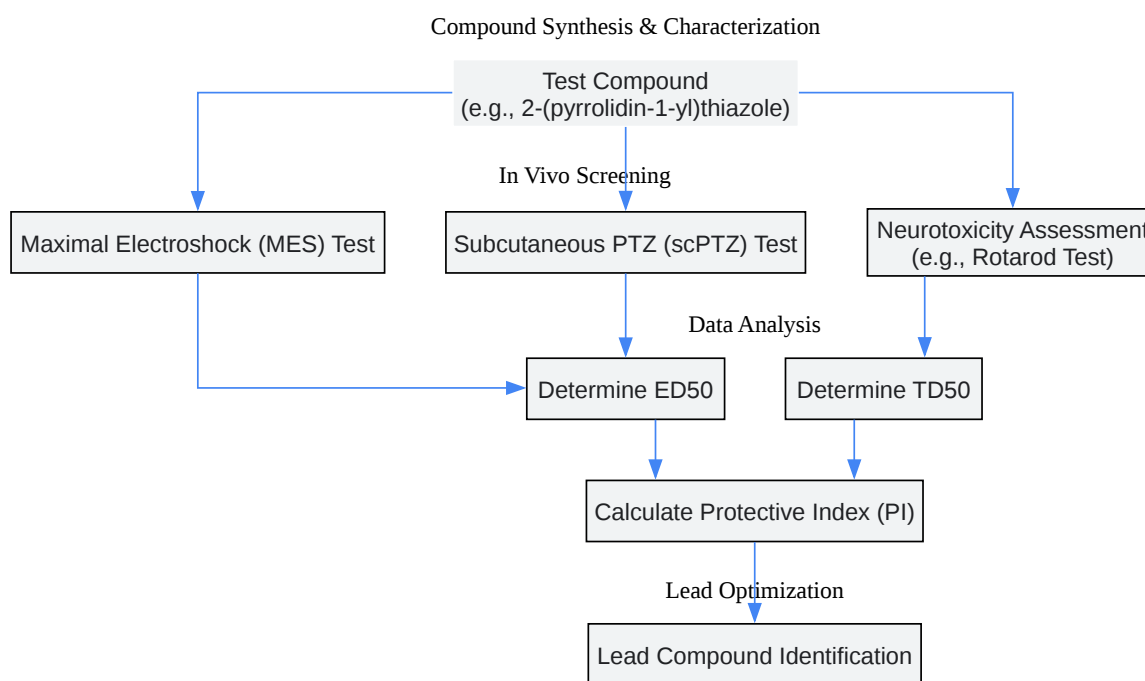 Compound Synthesis & Characterization
Test Compound
(e.g., 2-(pyrrolidin-1-yl)thiazole)
In Vivo Screening
Maximal Electroshock (MES) Test
Subcutaneous PTZ (scPTZ) Test
Neurotoxicity Assessment
(e.g., Rotarod Test)
Data Analysis
Determine ED50
Determine TD50
Calculate Protective Index (PI)
Lead Optimization
Lead Compound Identification